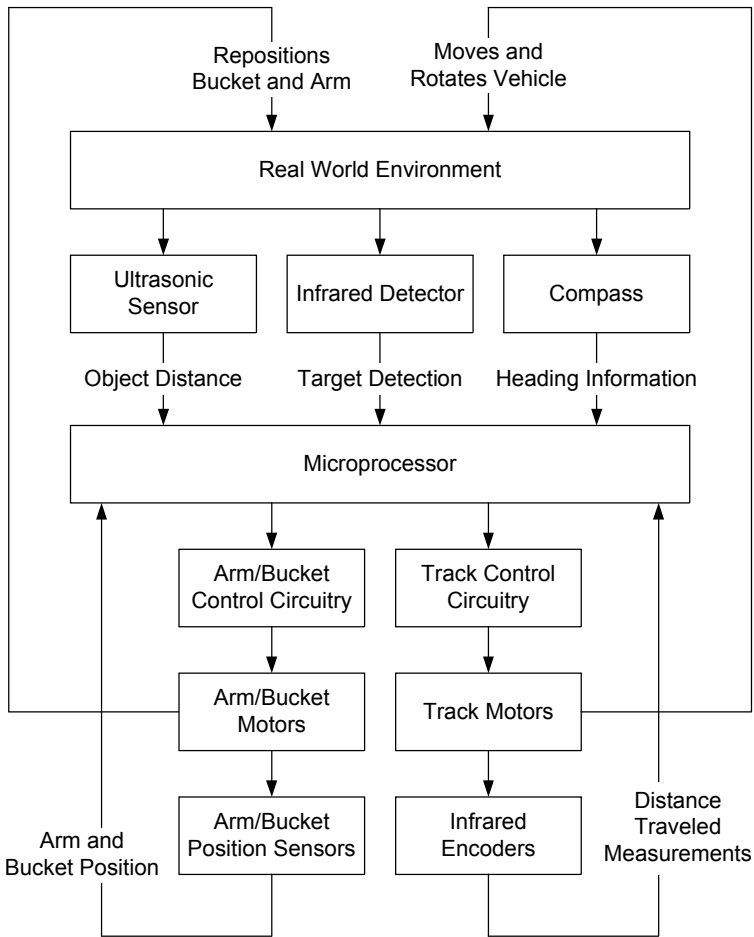 Repositions
Bucket and Arm
Moves and
Rotates Vehicle
Real World Environment
Ultrasonic
Sensor
Infrared Detector
Compass
Object Distance
Target Detection
Heading Information
Microprocessor
Arm/Bucket
Control Circuitry
Track Control
Circuitry
Arm/Bucket
Motors
Track Motors
Arm/Bucket
Position Sensors
Infrared
Encoders
Arm and
Bucket Position
Distance
Traveled
Measurements